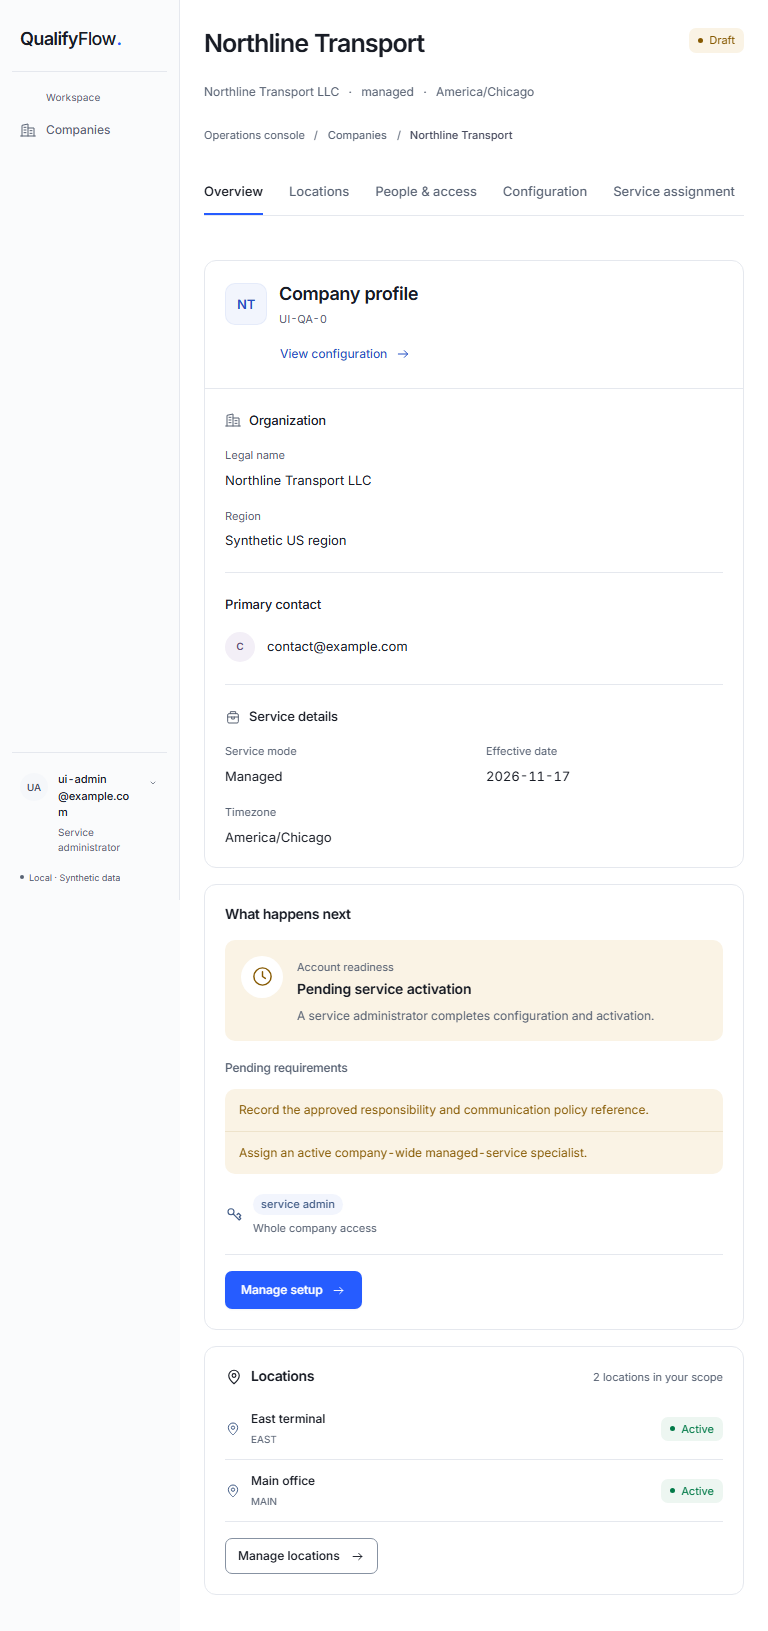 QualifyFlow.
Workspace
Companies
Northline Transport
Draft
Northline Transport LLC · managed · America/Chicago
Operations console / Companies / Northline Transport
Overview Locations People & access Configuration Service assignment
NT
Company profile
UI-QA-0
View configuration →
Organization
Legal name
Northline Transport LLC
Region
Synthetic US region
Primary contact
C
contact@example.com
Service details
Service mode
Managed
Effective date
2026-11-17
Timezone
America/Chicago
What happens next
Account readiness
Pending service activation
A service administrator completes configuration and activation.
Pending requirements
Record the approved responsibility and communication policy reference.
Assign an active company-wide managed-service specialist.
service admin
Whole company access
Manage setup →
Locations
2 locations in your scope
East terminal
EAST
Active
Main office
MAIN
Active
Manage locations →
UA
ui-admin
@example.co
m
Service
administrator
Local · Synthetic data